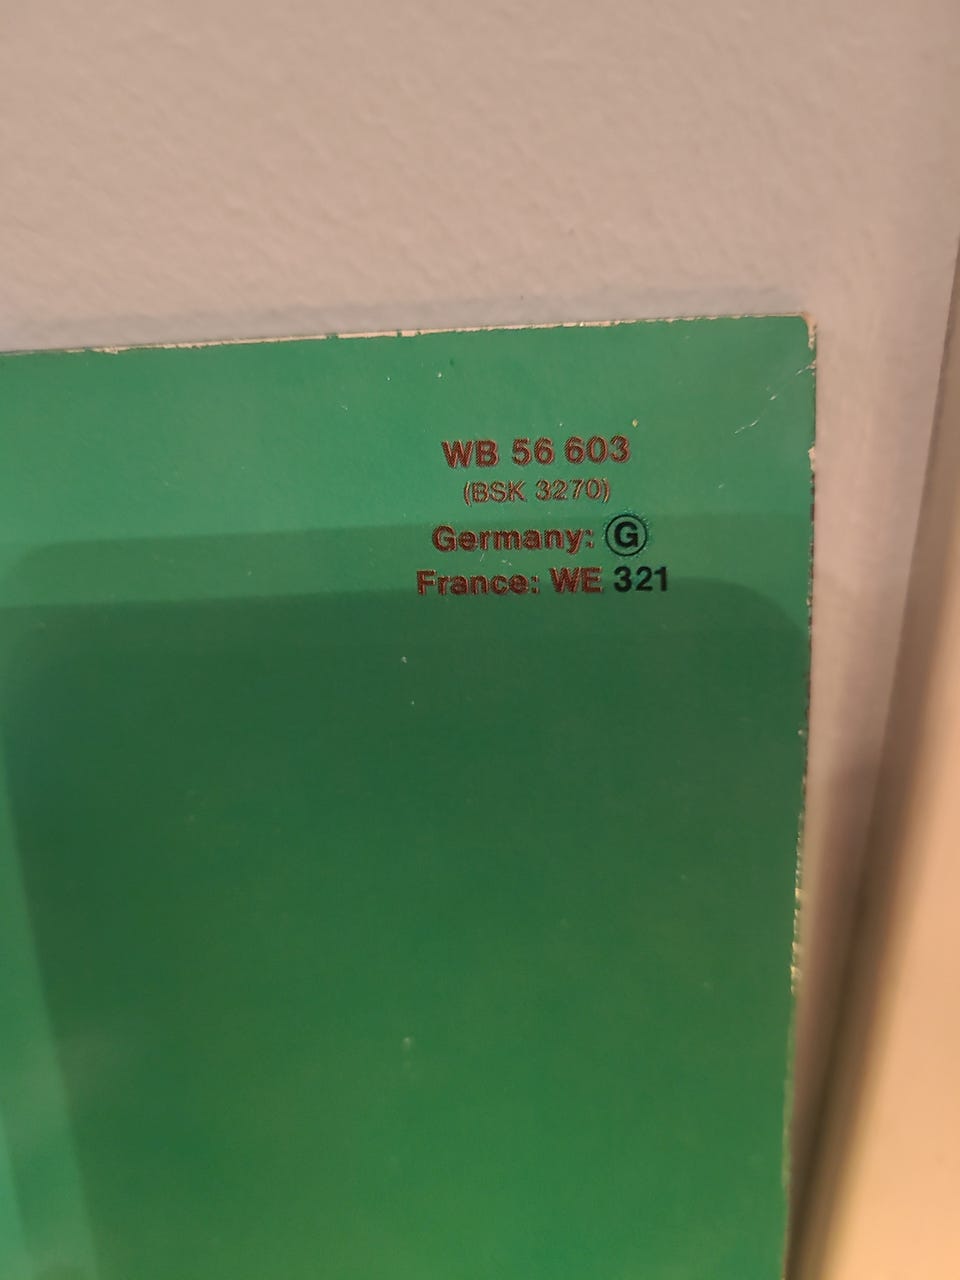 WB 56 603
(BSK 3270)
Germany: Ⓖ
France: WE 321